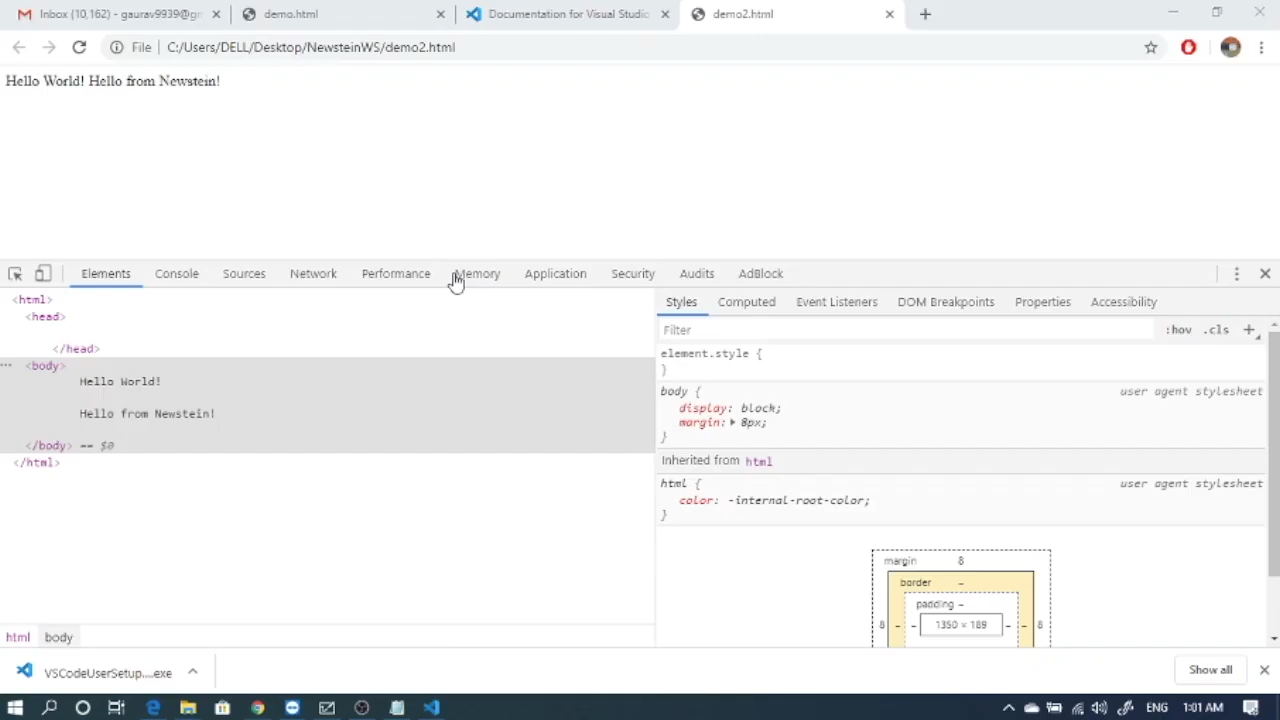 Inbox (10,162) - gaurav9939@gm
demo.html
Documentation for Visual Studio
demo2.html
File
C:/Users/DELL/Desktop/NewsteinWS/demo2.html
Hello World! Hello from Newstein!
Elements Console Sources Network Performance Memory Application Security Audits AdBlock
<html>
<head>
</head>
<body>
Hello World!
Hello from Newstein!
</body> == $0
</html>
html body
Styles Computed Event Listeners DOM Breakpoints Properties Accessibility
Filter :hov .cls +
element.style {
}
body { user agent stylesheet
display: block;
margin: 8px;
}
Inherited from html
html { user agent stylesheet
color: -internal-root-color;
}
margin 8
border -
padding -
8 - - 1350 × 189 - - 8
VSCodeUserSetup....exe
Show all
ENG 1:01 AM